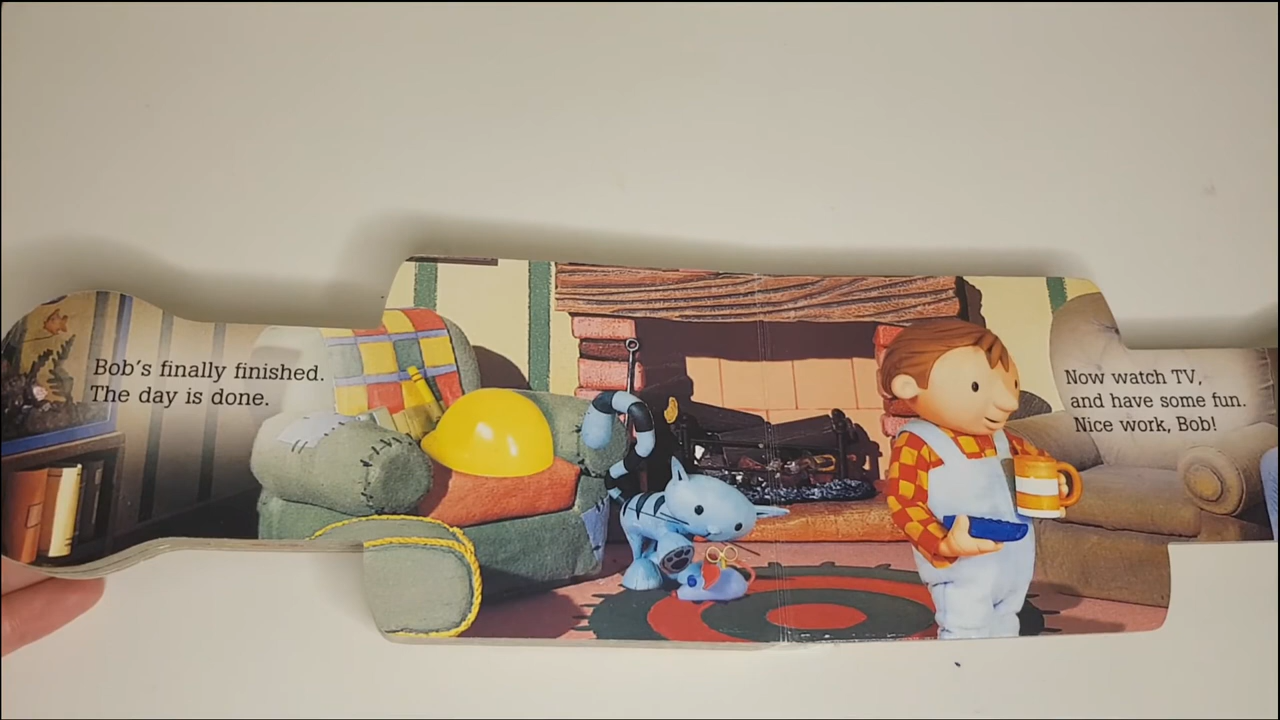 Bob's finally finished.
The day is done.
Now watch TV,
and have some fun.
Nice work, Bob!